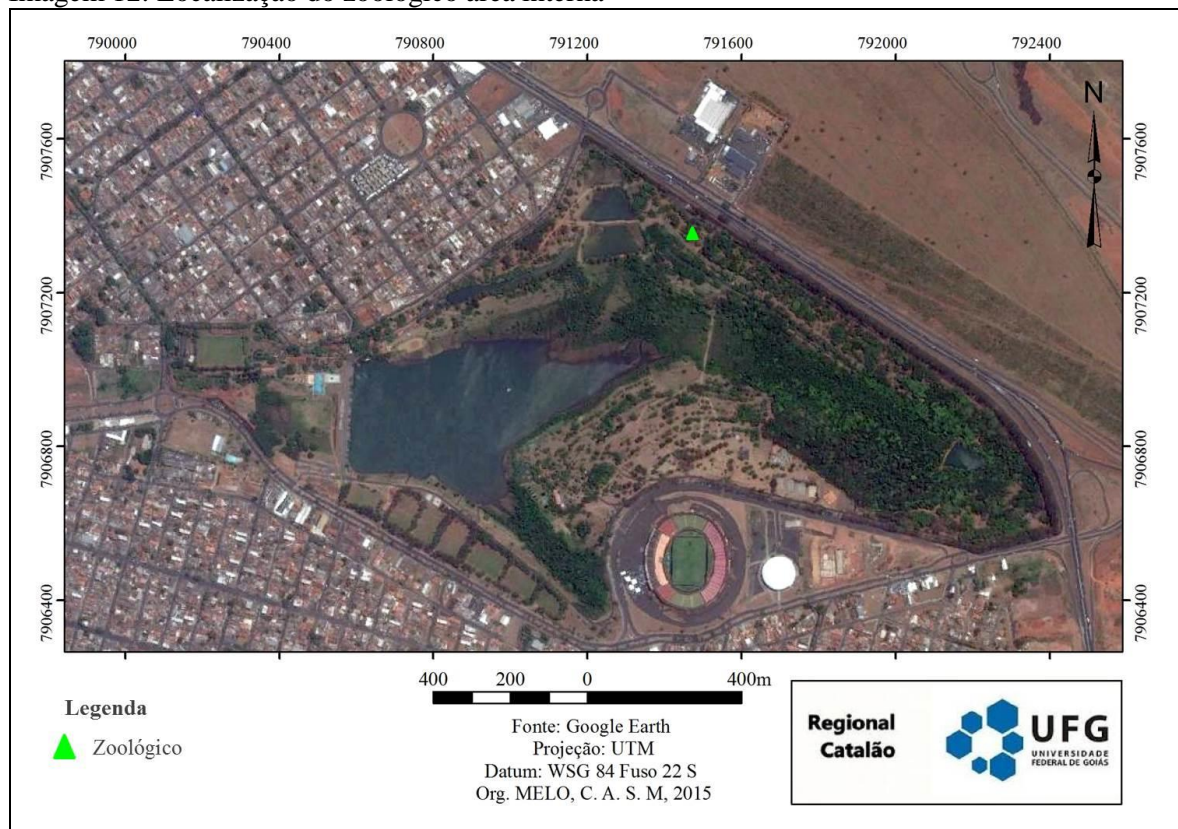 Imagem 12: Localização do zoológico área interna
790000 790400 790800 791200 791600 792000 792400
N
7907600 7907600
7907200 7907200
7906800 7906800
7906400 7906400
400 200 0 400m
Legenda
Zoológico
Fonte: Google Earth
Projeção: UTM
Datum: WSG 84 Fuso 22 S
Org. MELO, C. A. S. M, 2015
Regional
Catalão
UFG
UNIVERSIDADE
FEDERAL DE GOIÁS